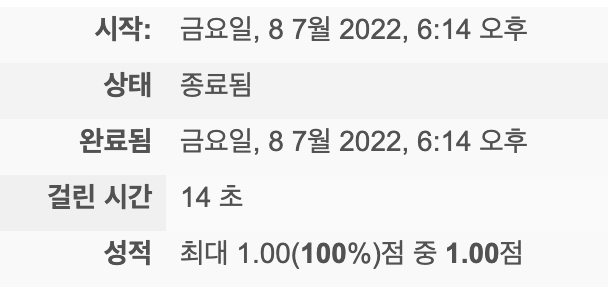 시작: 금요일, 8 7월 2022, 6:14 오후
상태 종료됨
완료됨 금요일, 8 7월 2022, 6:14 오후
걸린 시간 14 초
성적 최대 1.00(100%)점 중 1.00점